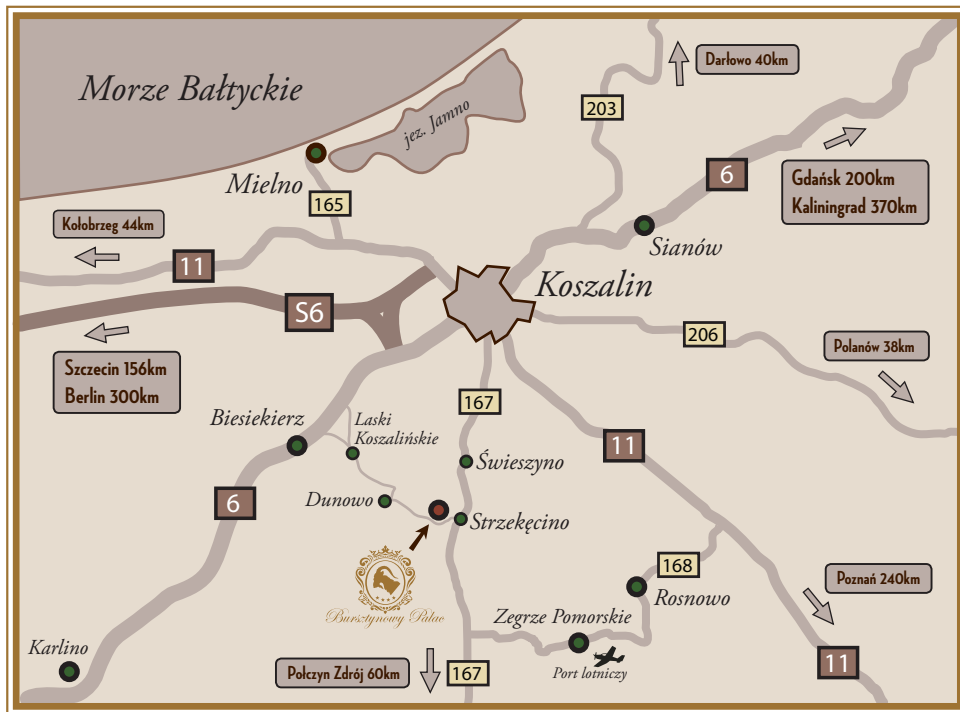 Morze Bałtyckie
jez. Jamno
Darłowo 40km
203
6
Gdańsk 200km
Kaliningrad 370km
Mielno
165
Kołobrzeg 44km
11
Sianów
Koszalin
S6
206
Szczecin 156km
Berlin 300km
Polanów 38km
167
Biesiekierz
Laski
Koszalińskie
11
Świeszyno
6
Dunowo
Strzekęcino
Bursztynowy Pałac
168
Rosnowo
Poznań 240km
Zegrze Pomorskie
Karlino
Port lotniczy
Połczyn Zdrój 60km
167
11